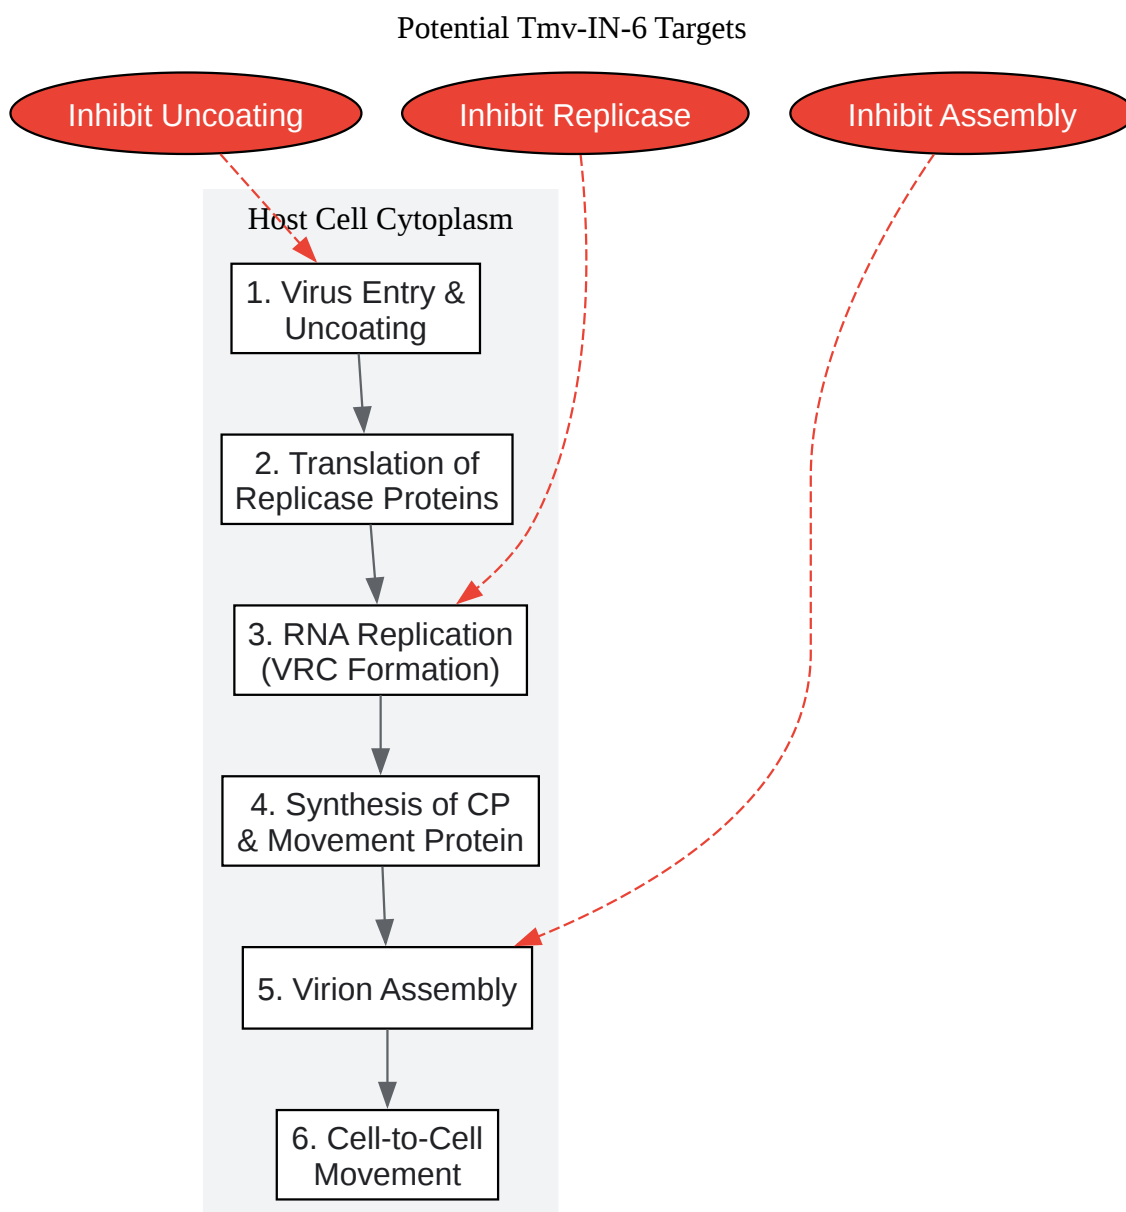 Potential Tmv-IN-6 Targets
Inhibit Uncoating
Inhibit Replicase
Inhibit Assembly
Host Cell Cytoplasm
1. Virus Entry &
Uncoating
2. Translation of
Replicase Proteins
3. RNA Replication
(VRC Formation)
4. Synthesis of CP
& Movement Protein
5. Virion Assembly
6. Cell-to-Cell
Movement